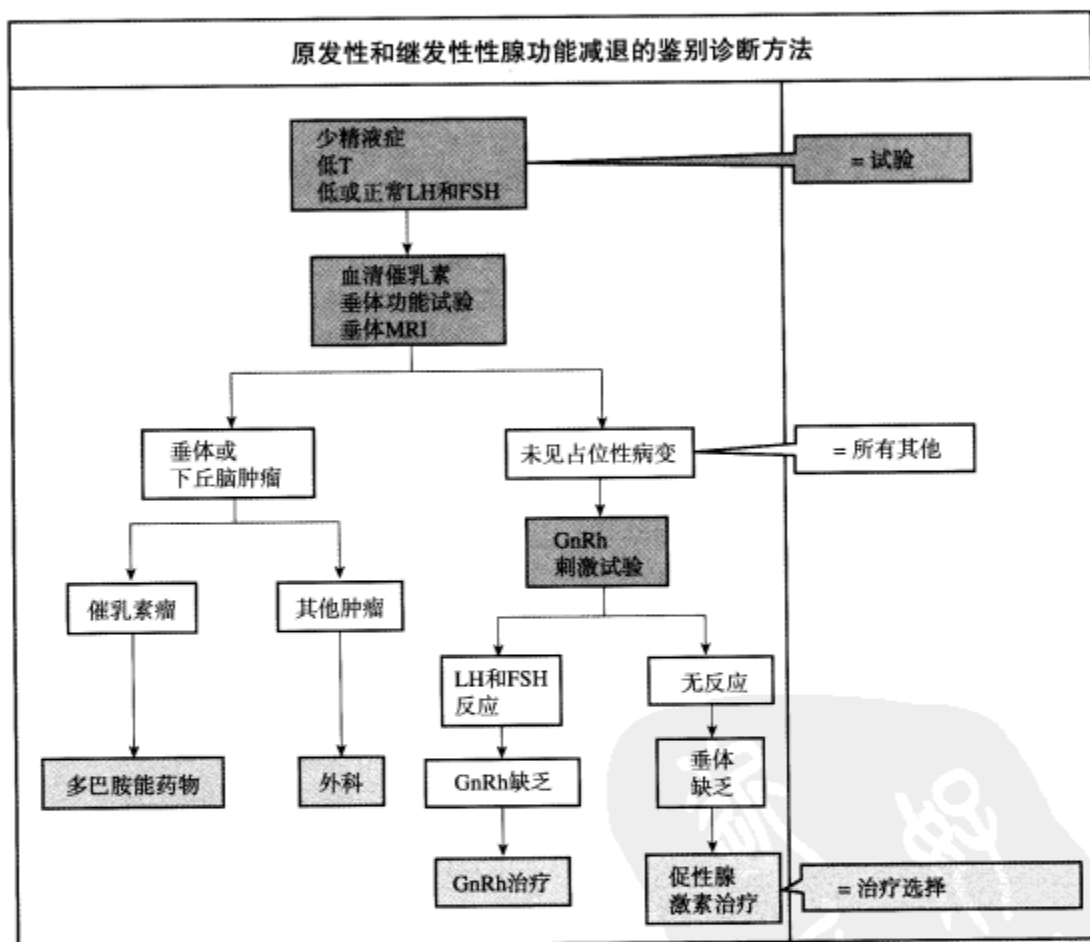 原发性和继发性性腺功能减退的鉴别诊断方法
少精液症
低T
低或正常LH和FSH
= 试验
血清催乳素
垂体功能试验
垂体MRI
垂体或
下丘脑肿瘤
未见占位性病变
= 所有其他
GnRh
刺激试验
催乳素瘤
其他肿瘤
LH和FSH
反应
无反应
多巴胺能药物
外科
GnRh缺乏
垂体
缺乏
GnRh治疗
促性腺
激素治疗
= 治疗选择